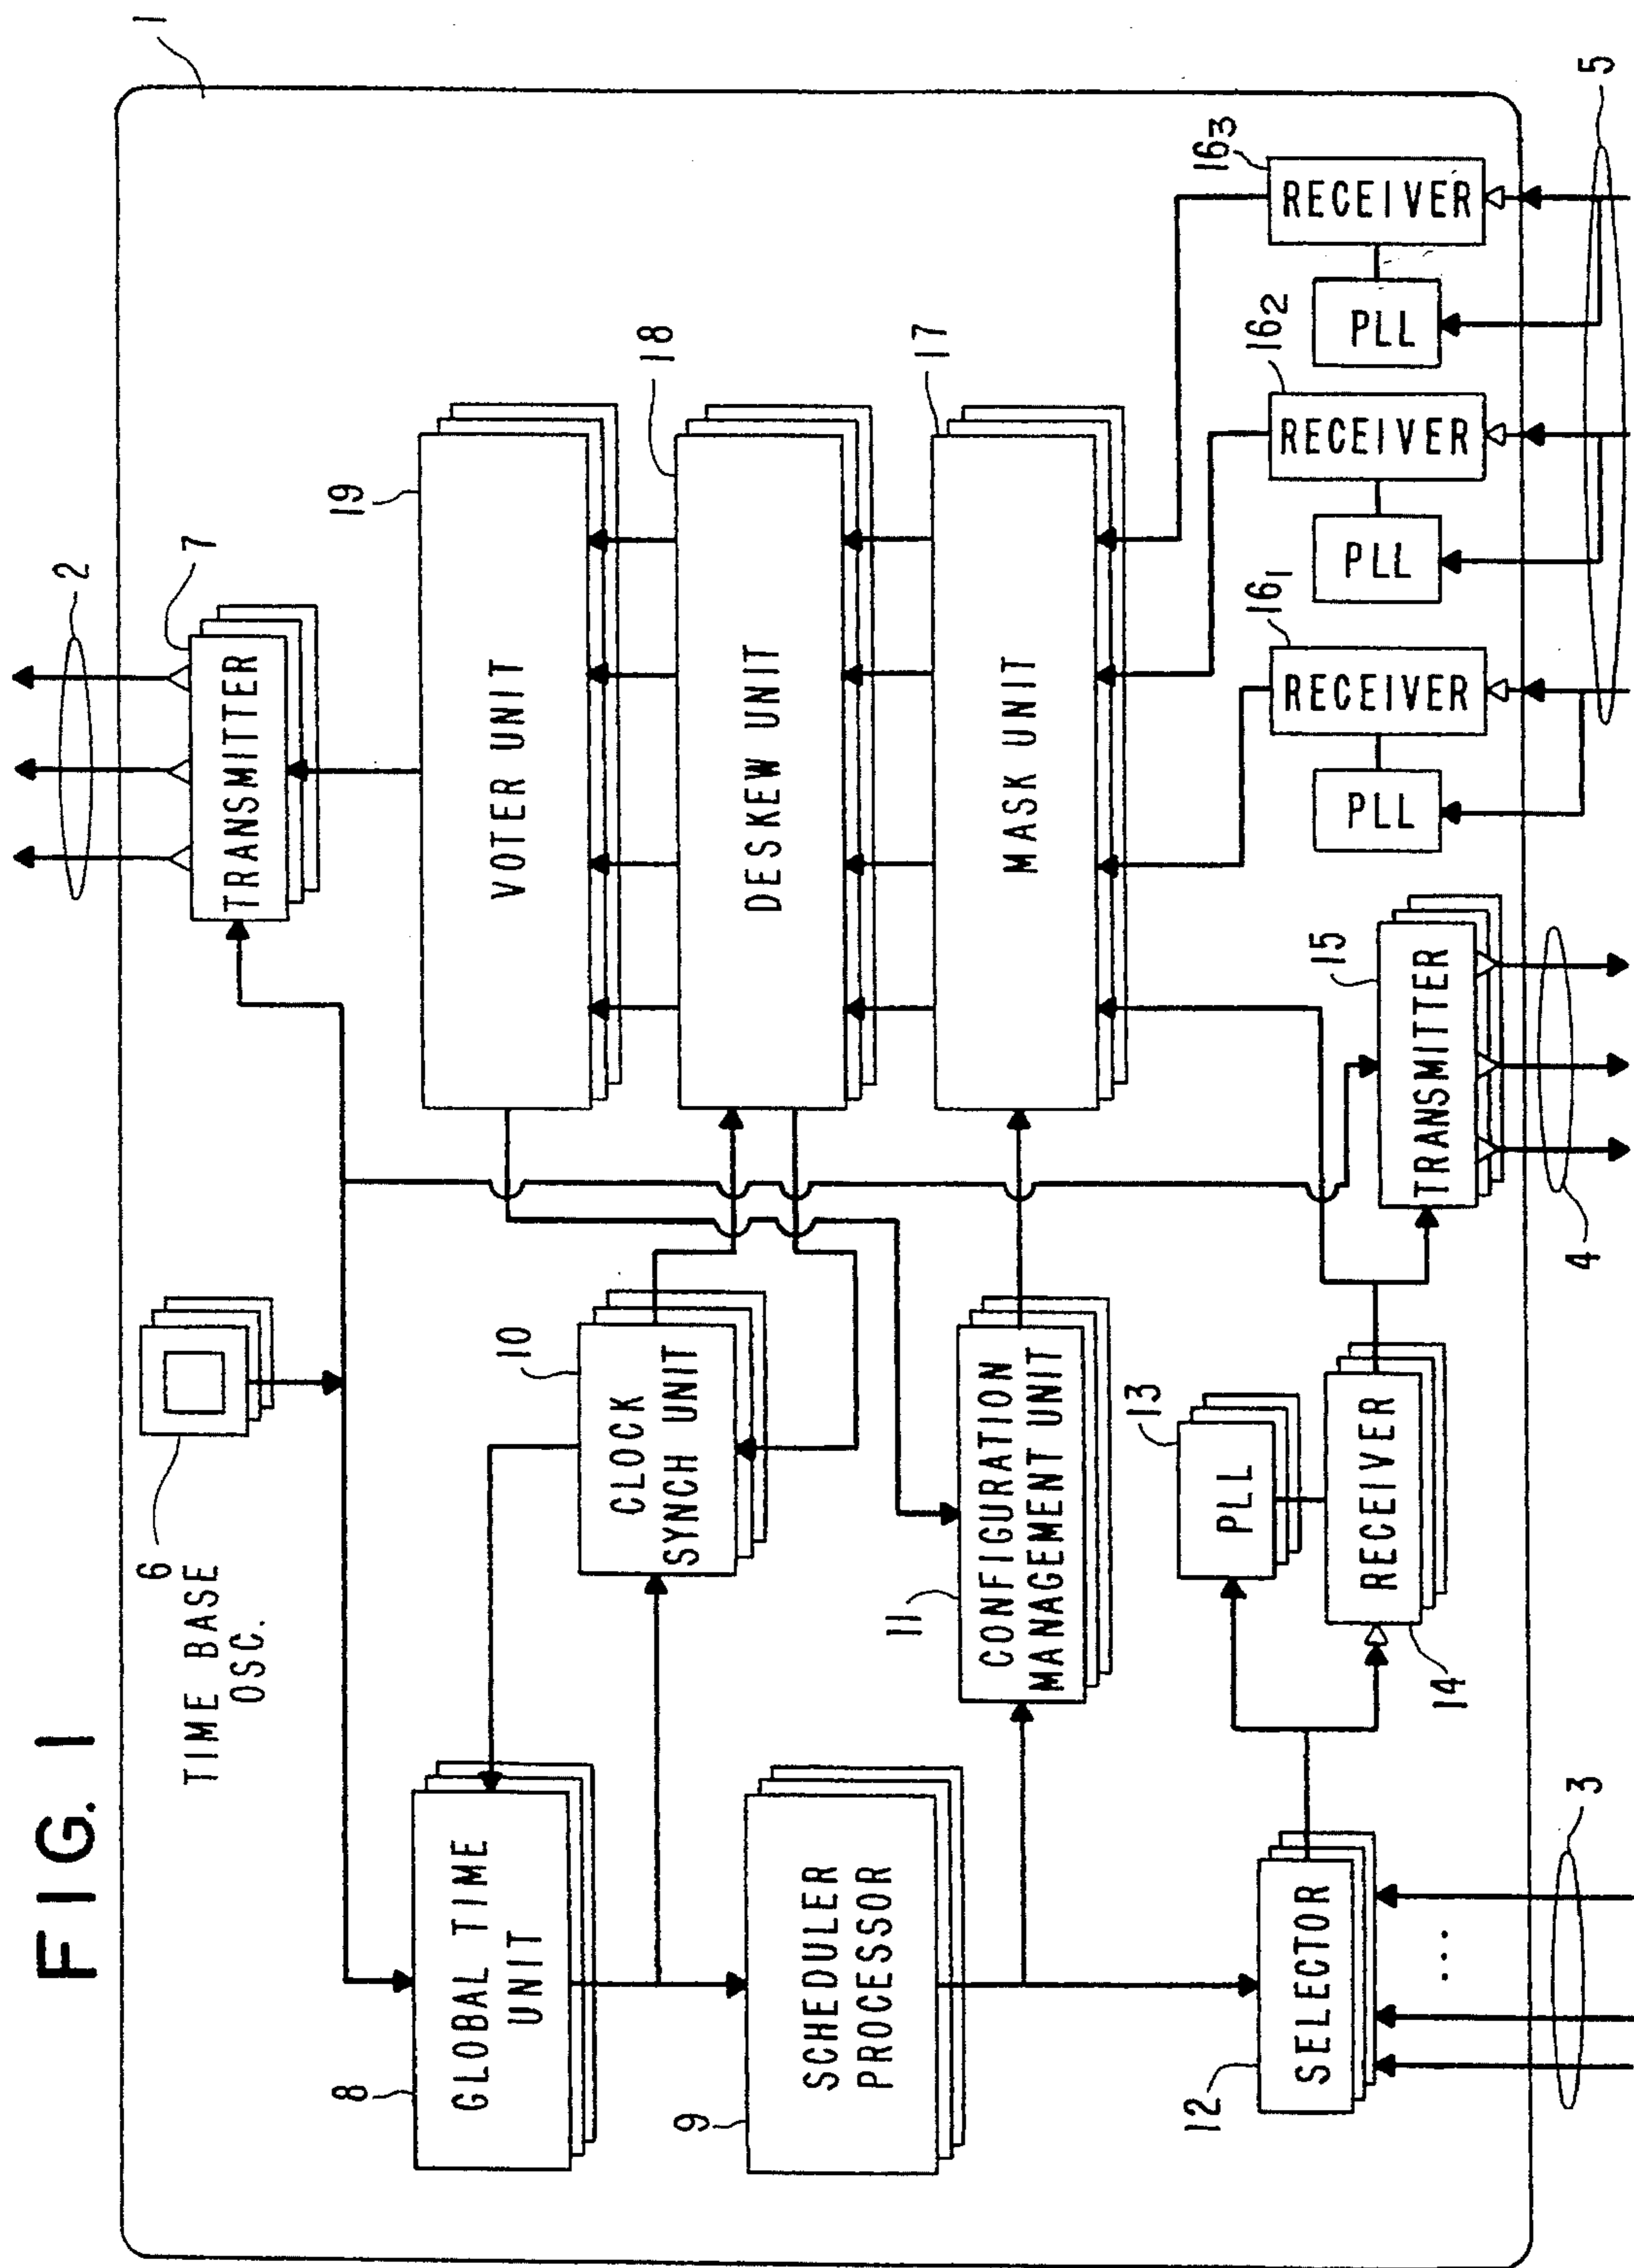 FIG. 1
1
2
7
TRANSMITTER
6
TIME BASE
OSC.
8
GLOBAL TIME
UNIT
10
CLOCK
SYNCH UNIT
19
VOTER UNIT
9
SCHEDULER
PROCESSOR
18
DESKEW UNIT
11
CONFIGURATION
MANAGEMENT UNIT
17
MASK UNIT
12
SELECTOR
13
PLL
14
RECEIVER
15
TRANSMITTER
16₁
RECEIVER
PLL
16₂
RECEIVER
PLL
16₃
RECEIVER
PLL
3
...
4
5